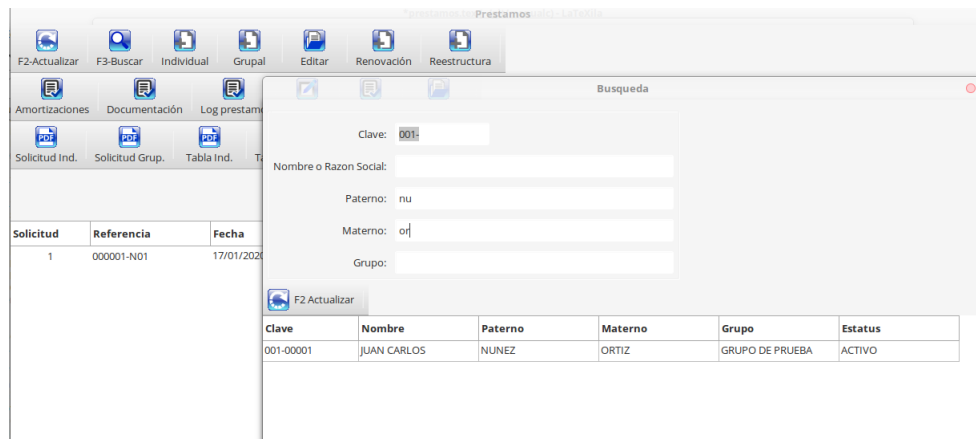 Prestamos
F2-Actualizar F3-Buscar Individual Grupal Editar Renovación Reestructura
Amortizaciones Documentación Log prestam
Busqueda
Solicitud Ind. Solicitud Grup. Tabla Ind.
Clave: 001-
Nombre o Razon Social:
Paterno: nu
Materno: or
Grupo:
F2 Actualizar
Solicitud Referencia Fecha
1 000001-N01 17/01/2020
Clave Nombre Paterno Materno Grupo Estatus
001-00001 JUAN CARLOS NUNEZ ORTIZ GRUPO DE PRUEBA ACTIVO